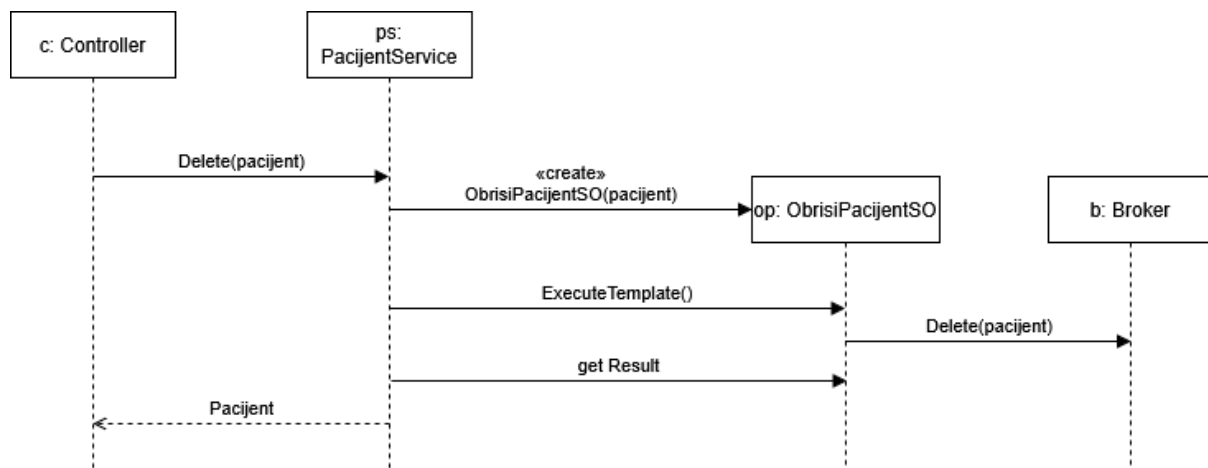 c: Controller
ps:
PacijentService
Delete(pacijent)
«create»
ObrisiPacijentSO(pacijent)
op: ObrisiPacijentSO
b: Broker
ExecuteTemplate()
Delete(pacijent)
get Result
Pacijent